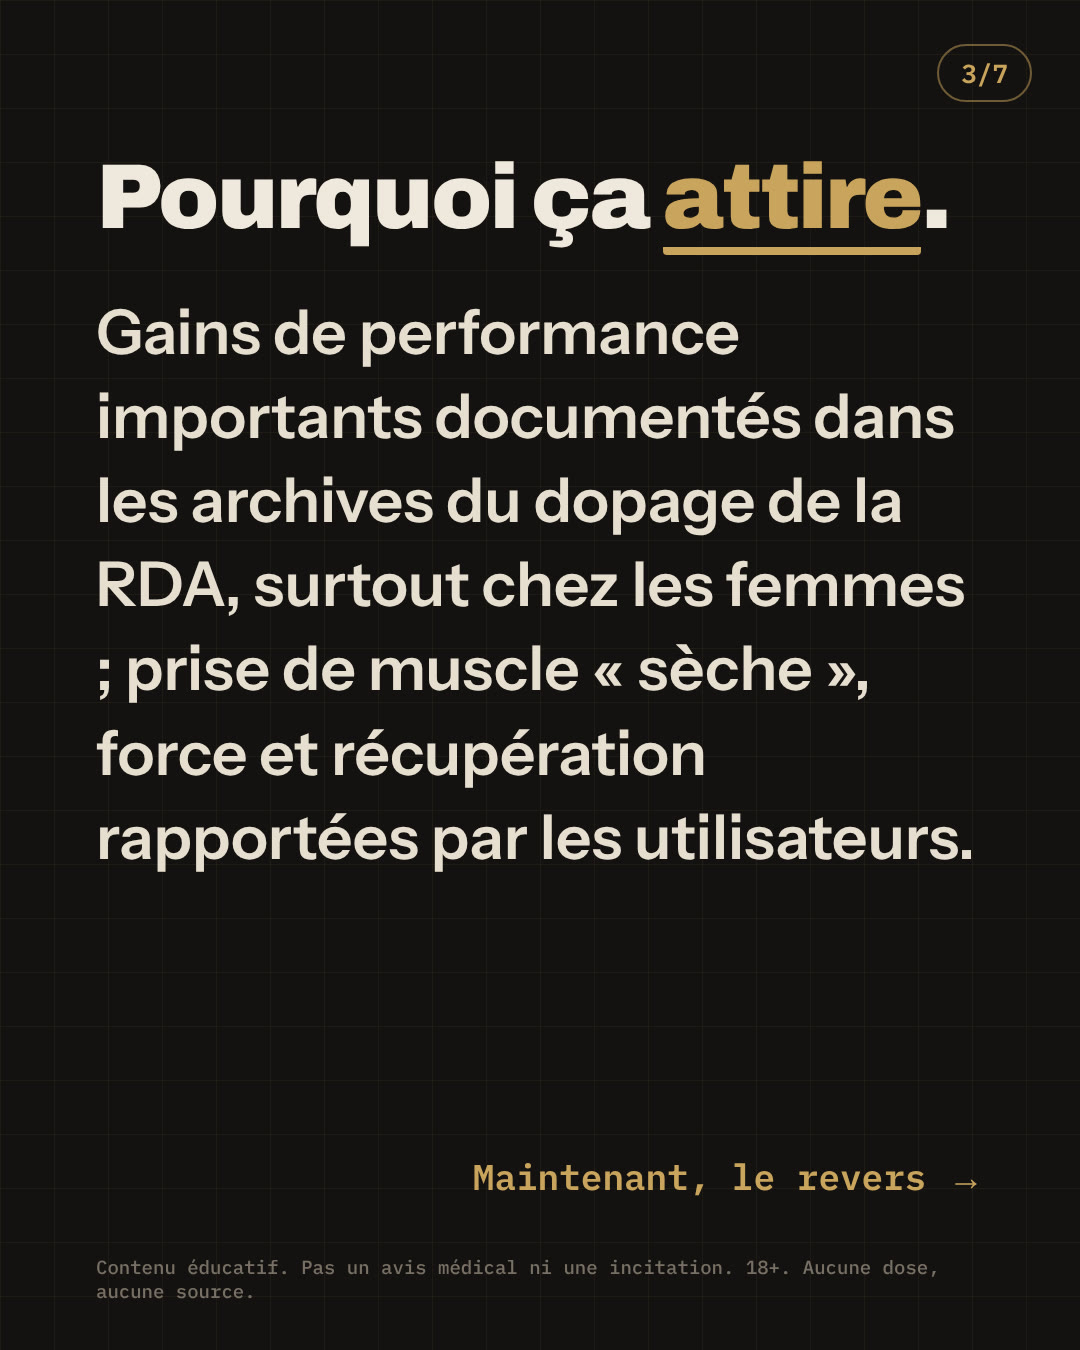 3/7
Pourquoi ça attire.
Gains de performance
importants documentés dans
les archives du dopage de la
RDA, surtout chez les femmes
; prise de muscle « sèche »,
force et récupération
rapportées par les utilisateurs.
Maintenant, le revers →
Contenu éducatif. Pas un avis médical ni une incitation. 18+. Aucune dose,
aucune source.